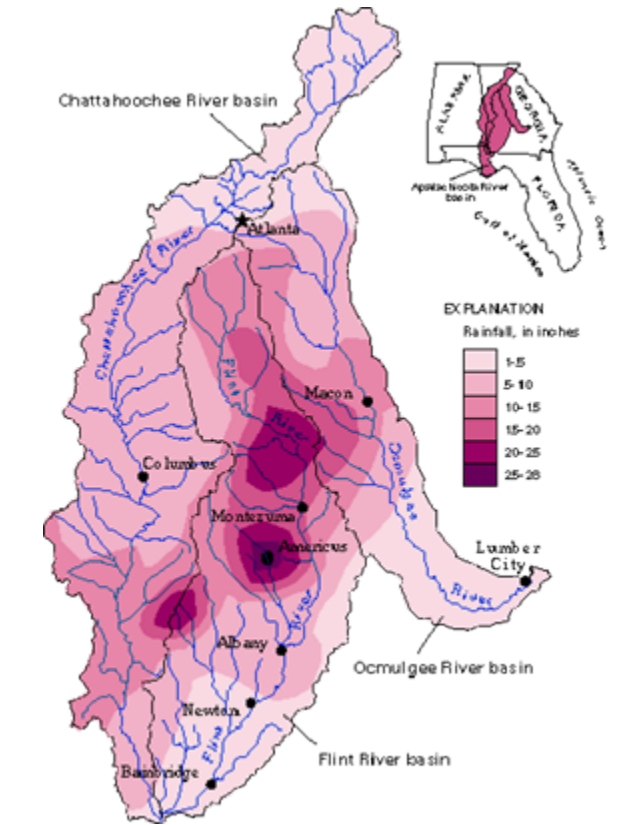 Chattahoochee River basin
ALABAMA
GEORGIA
FLORIDA
Atlantic Ocean
Gulf of Mexico
River
basin
Atlanta
Chattahoochee River
EXPLANATION
Rainfall, in inches
1-5
5-10
10-15
15-20
20-25
25-28
Flint
River
Macon
Columbus
Ocmulgee
River
Montezuma
Americus
Lumber
City
River
Albany
Ocmulgee River basin
Newton
Flint
Flint River basin
Bainbridge